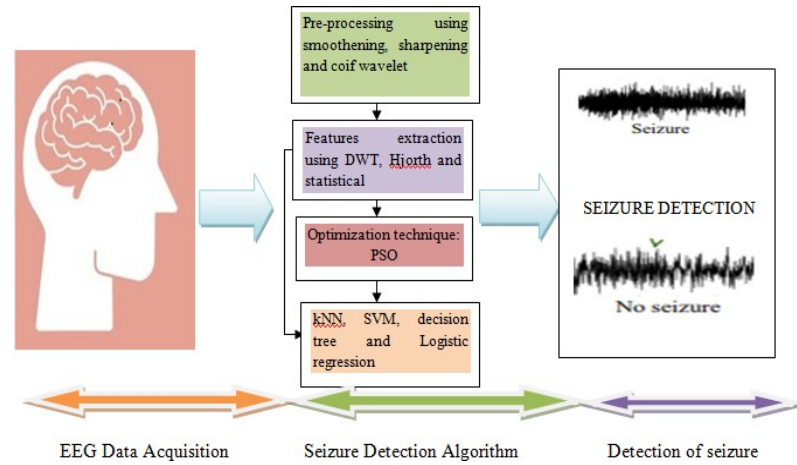 Pre-processing using
smoothening, sharpening
and coif wavelet
Features extraction
using DWT, Hjorth and
statistical
Optimization technique:
PSO
kNN, SVM, decision
tree and Logistic
regression
Seizure
SEIZURE DETECTION
No seizure
EEG Data Acquisition
Seizure Detection Algorithm
Detection of seizure